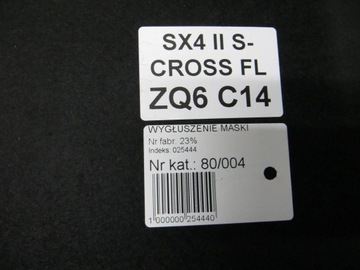 SX4 II S-
CROSS FL
ZQ6 C14
WYGŁUSZENIE MASKI
Nr fabr. 23%
Indeks: 025444
Nr kat.: 80/004
1 000000 254440